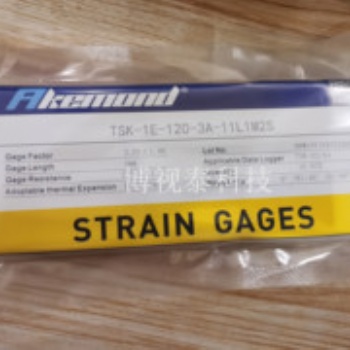 Akemond
TSK-1E-120-3A-11L1M2S
Gage Factor
Lot No.
Gage Length
Applicable Data Logger
Gage Resistance
Adoptable thermal Expansion
博视泰科技
STRAIN GAGES